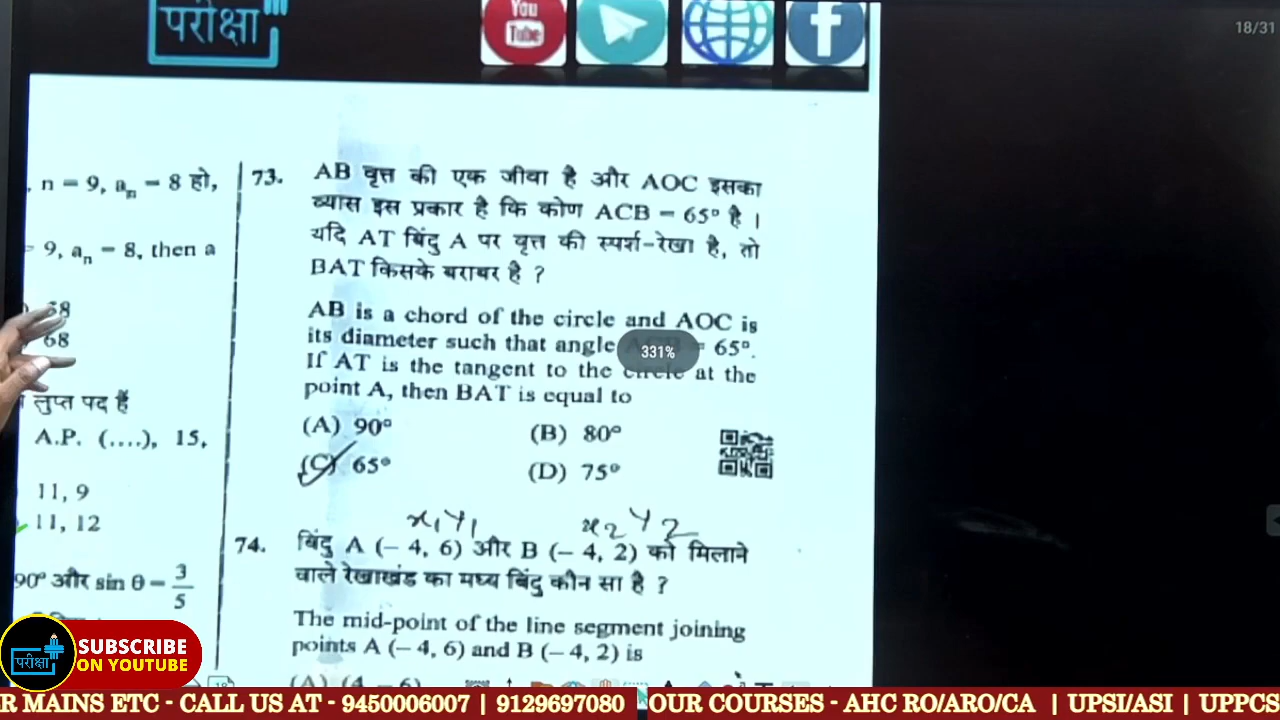 परीक्षा
You
Tube
f
18/31
, n = 9, aₙ = 8 हो,
= 9, aₙ = 8, then a
68
लुप्त पद हैं
A.P. (....), 15,
11, 9
11, 12
90° और sin θ = 3/5
73. AB वृत्त की एक जीवा है और AOC इसका
व्यास इस प्रकार है कि कोण ACB = 65° है ।
यदि AT बिंदु A पर वृत्त की स्पर्श-रेखा है, तो
BAT किसके बराबर है ?
AB is a chord of the circle and AOC is
its diameter such that angle = 65°.
331%
If AT is the tangent to the circle at the
point A, then BAT is equal to
(A) 90° (B) 80°
(C) 65° (D) 75°
x₁ y₁ x₂ y₂
74. बिंदु A (– 4, 6) और B (– 4, 2) को मिलाने
वाले रेखाखंड का मध्य बिंदु कौन सा है ?
The mid-point of the line segment joining
points A (– 4, 6) and B (– 4, 2) is
परीक्षा
SUBSCRIBE
ON YOUTUBE
R MAINS ETC - CALL US AT - 9450006007 | 9129697080 OUR COURSES - AHC RO/ARO/CA | UPSI/ASI | UPPCS